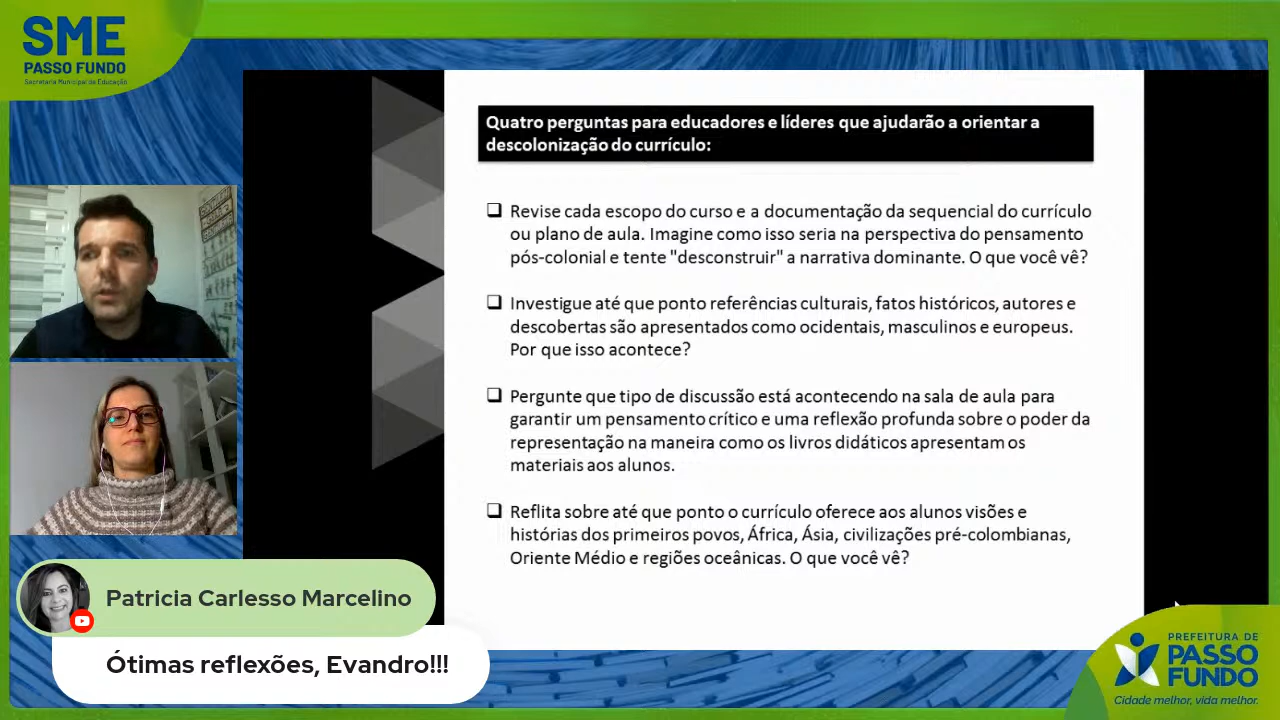 SME
PASSO FUNDO
Secretaria Municipal de Educação
Quatro perguntas para educadores e líderes que ajudarão a orientar a
descolonização do currículo:
Revise cada escopo do curso e a documentação da sequencial do currículo
ou plano de aula. Imagine como isso seria na perspectiva do pensamento
pós-colonial e tente "desconstruir" a narrativa dominante. O que você vê?
Investigue até que ponto referências culturais, fatos históricos, autores e
descobertas são apresentados como ocidentais, masculinos e europeus.
Por que isso acontece?
Pergunte que tipo de discussão está acontecendo na sala de aula para
garantir um pensamento crítico e uma reflexão profunda sobre o poder da
representação na maneira como os livros didáticos apresentam os
materiais aos alunos.
Reflita sobre até que ponto o currículo oferece aos alunos visões e
histórias dos primeiros povos, África, Ásia, civilizações pré-colombianas,
Oriente Médio e regiões oceânicas. O que você vê?
Patricia Carlesso Marcelino
Ótimas reflexões, Evandro!!!
PREFEITURA DE
PASSO
FUNDO
Cidade melhor, vida melhor.